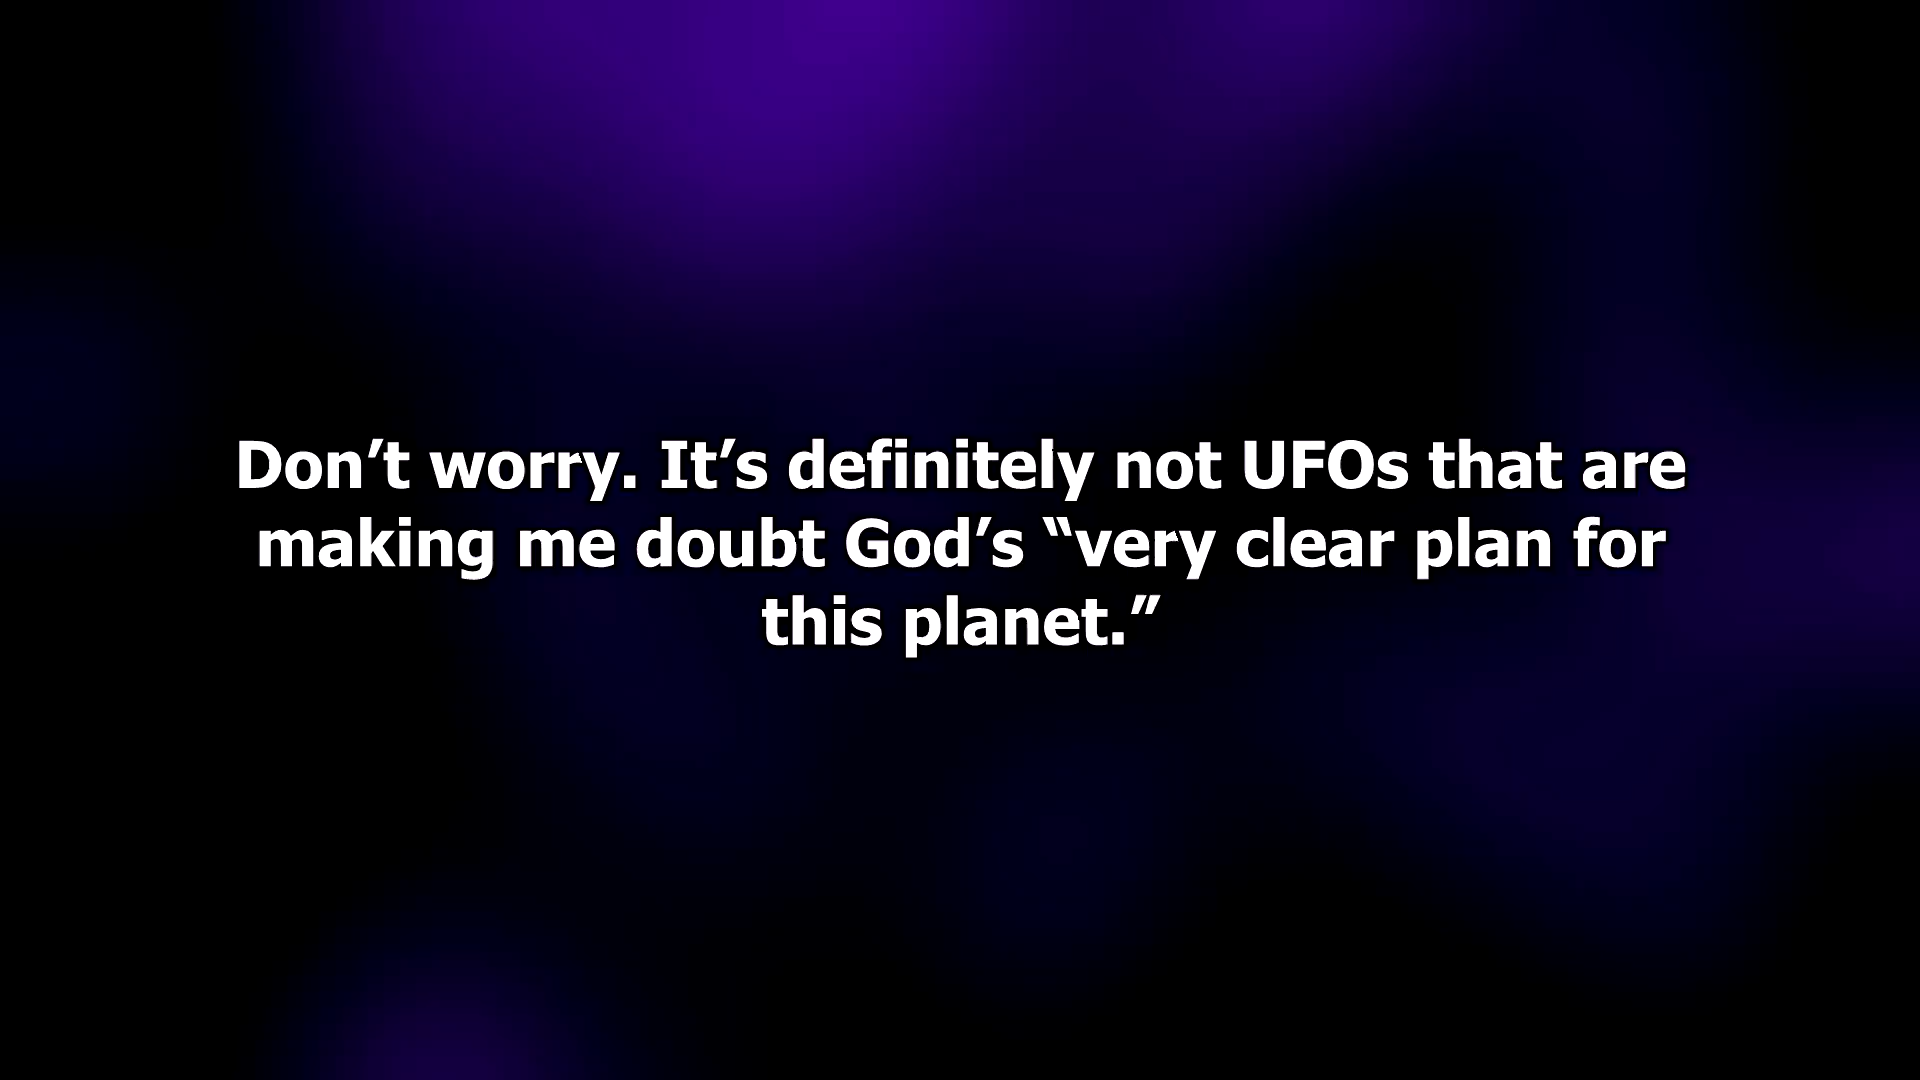 Don’t worry. It’s definitely not UFOs that are
making me doubt God’s “very clear plan for
this planet.”